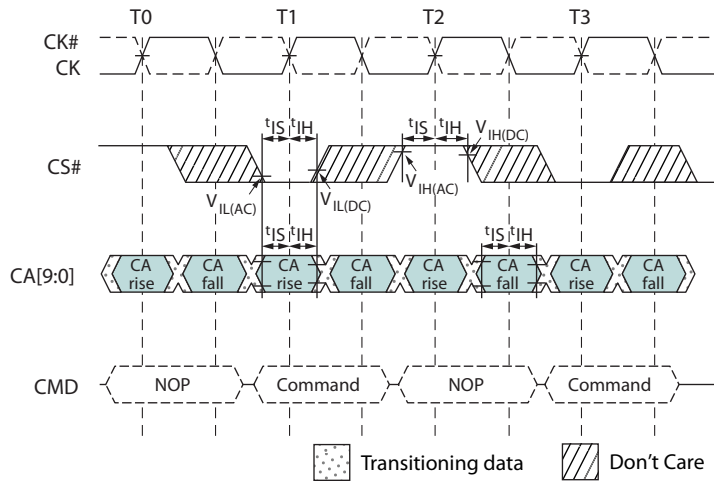 T0 T1 T2 T3
CK#
CK
tIS tIH tIS tIH VIH(DC)
CS#
VIL(AC) VIL(DC) VIH(AC)
tIS tIH tIS tIH
CA[9:0]
CA rise CA fall CA rise CA fall CA rise CA fall CA rise CA fall
CMD NOP Command NOP Command
Transitioning data Don't Care